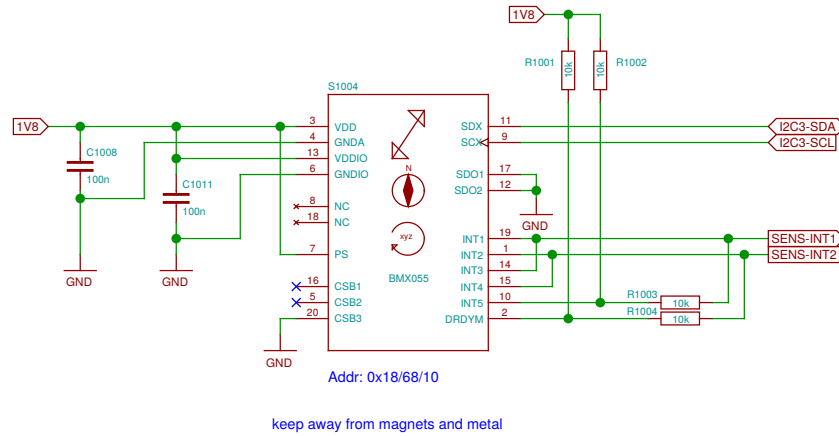 1V8
R1001
10k
10k
R1002
S1004
1V8
3
VDD
SDX
11
I2C3-SDA
4
GNDA
SCX
9
I2C3-SCL
C1008
100n
13
VDDIO
6
GNDIO
N
SDO1
17
C1011
100n
SDO2
12
8
NC
18
NC
GND
xyz
INT1
19
SENS-INT1
7
PS
INT2
1
SENS-INT2
GND
GND
INT3
14
BMX055
16
CSB1
INT4
15
5
CSB2
INT5
10
R1003
10k
20
CSB3
DRDYM
2
R1004
10k
GND
Addr: 0x18/68/10
keep away from magnets and metal